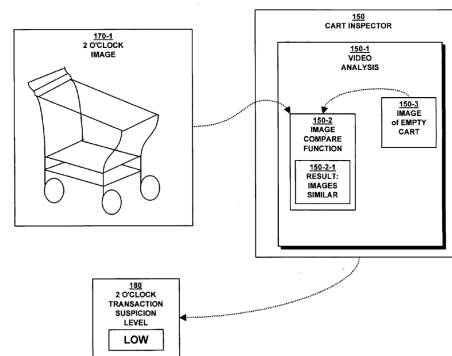 170-1
2 O'CLOCK
IMAGE
150
CART INSPECTOR
150-1
VIDEO
ANALYSIS
150-2
IMAGE
COMPARE
FUNCTION
150-2-1
RESULT:
IMAGES
SIMILAR
150-3
IMAGE
of EMPTY
CART
180
2 O'CLOCK
TRANSACTION
SUSPICION
LEVEL
LOW